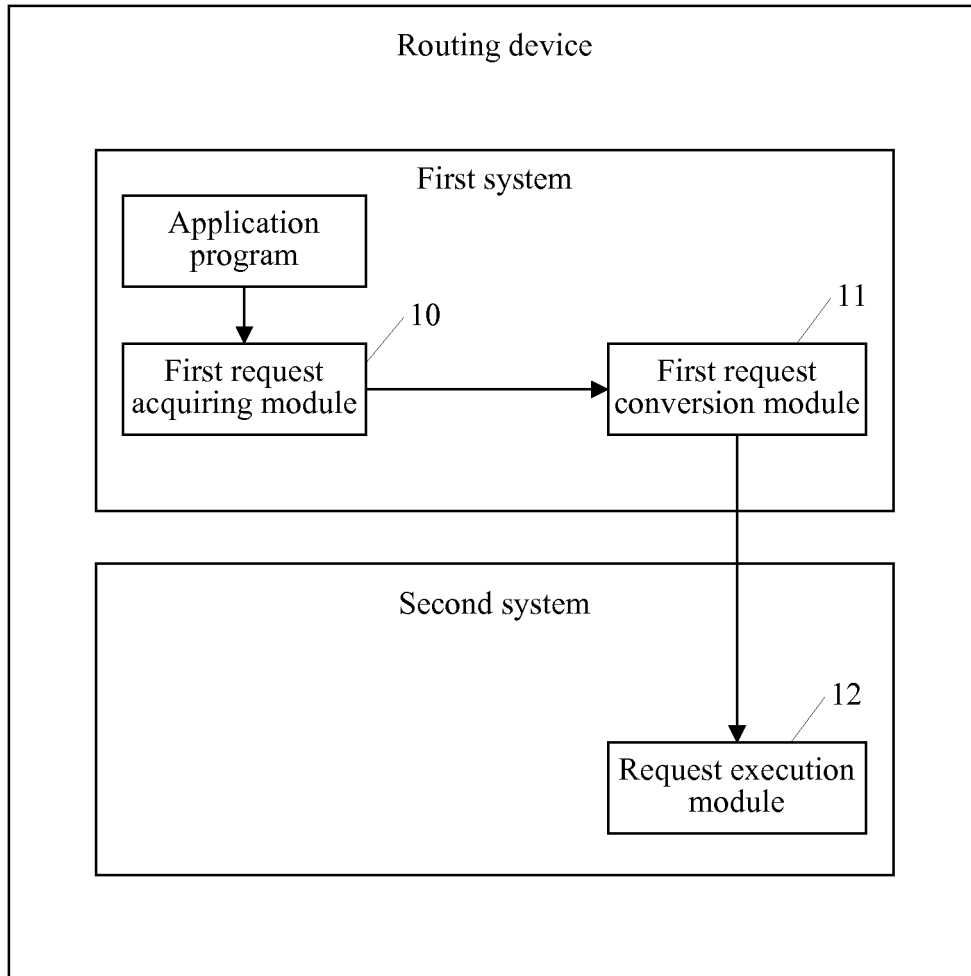 Routing device
First system
Application
program
10
11
First request
acquiring module
First request
conversion module
Second system
12
Request execution
module